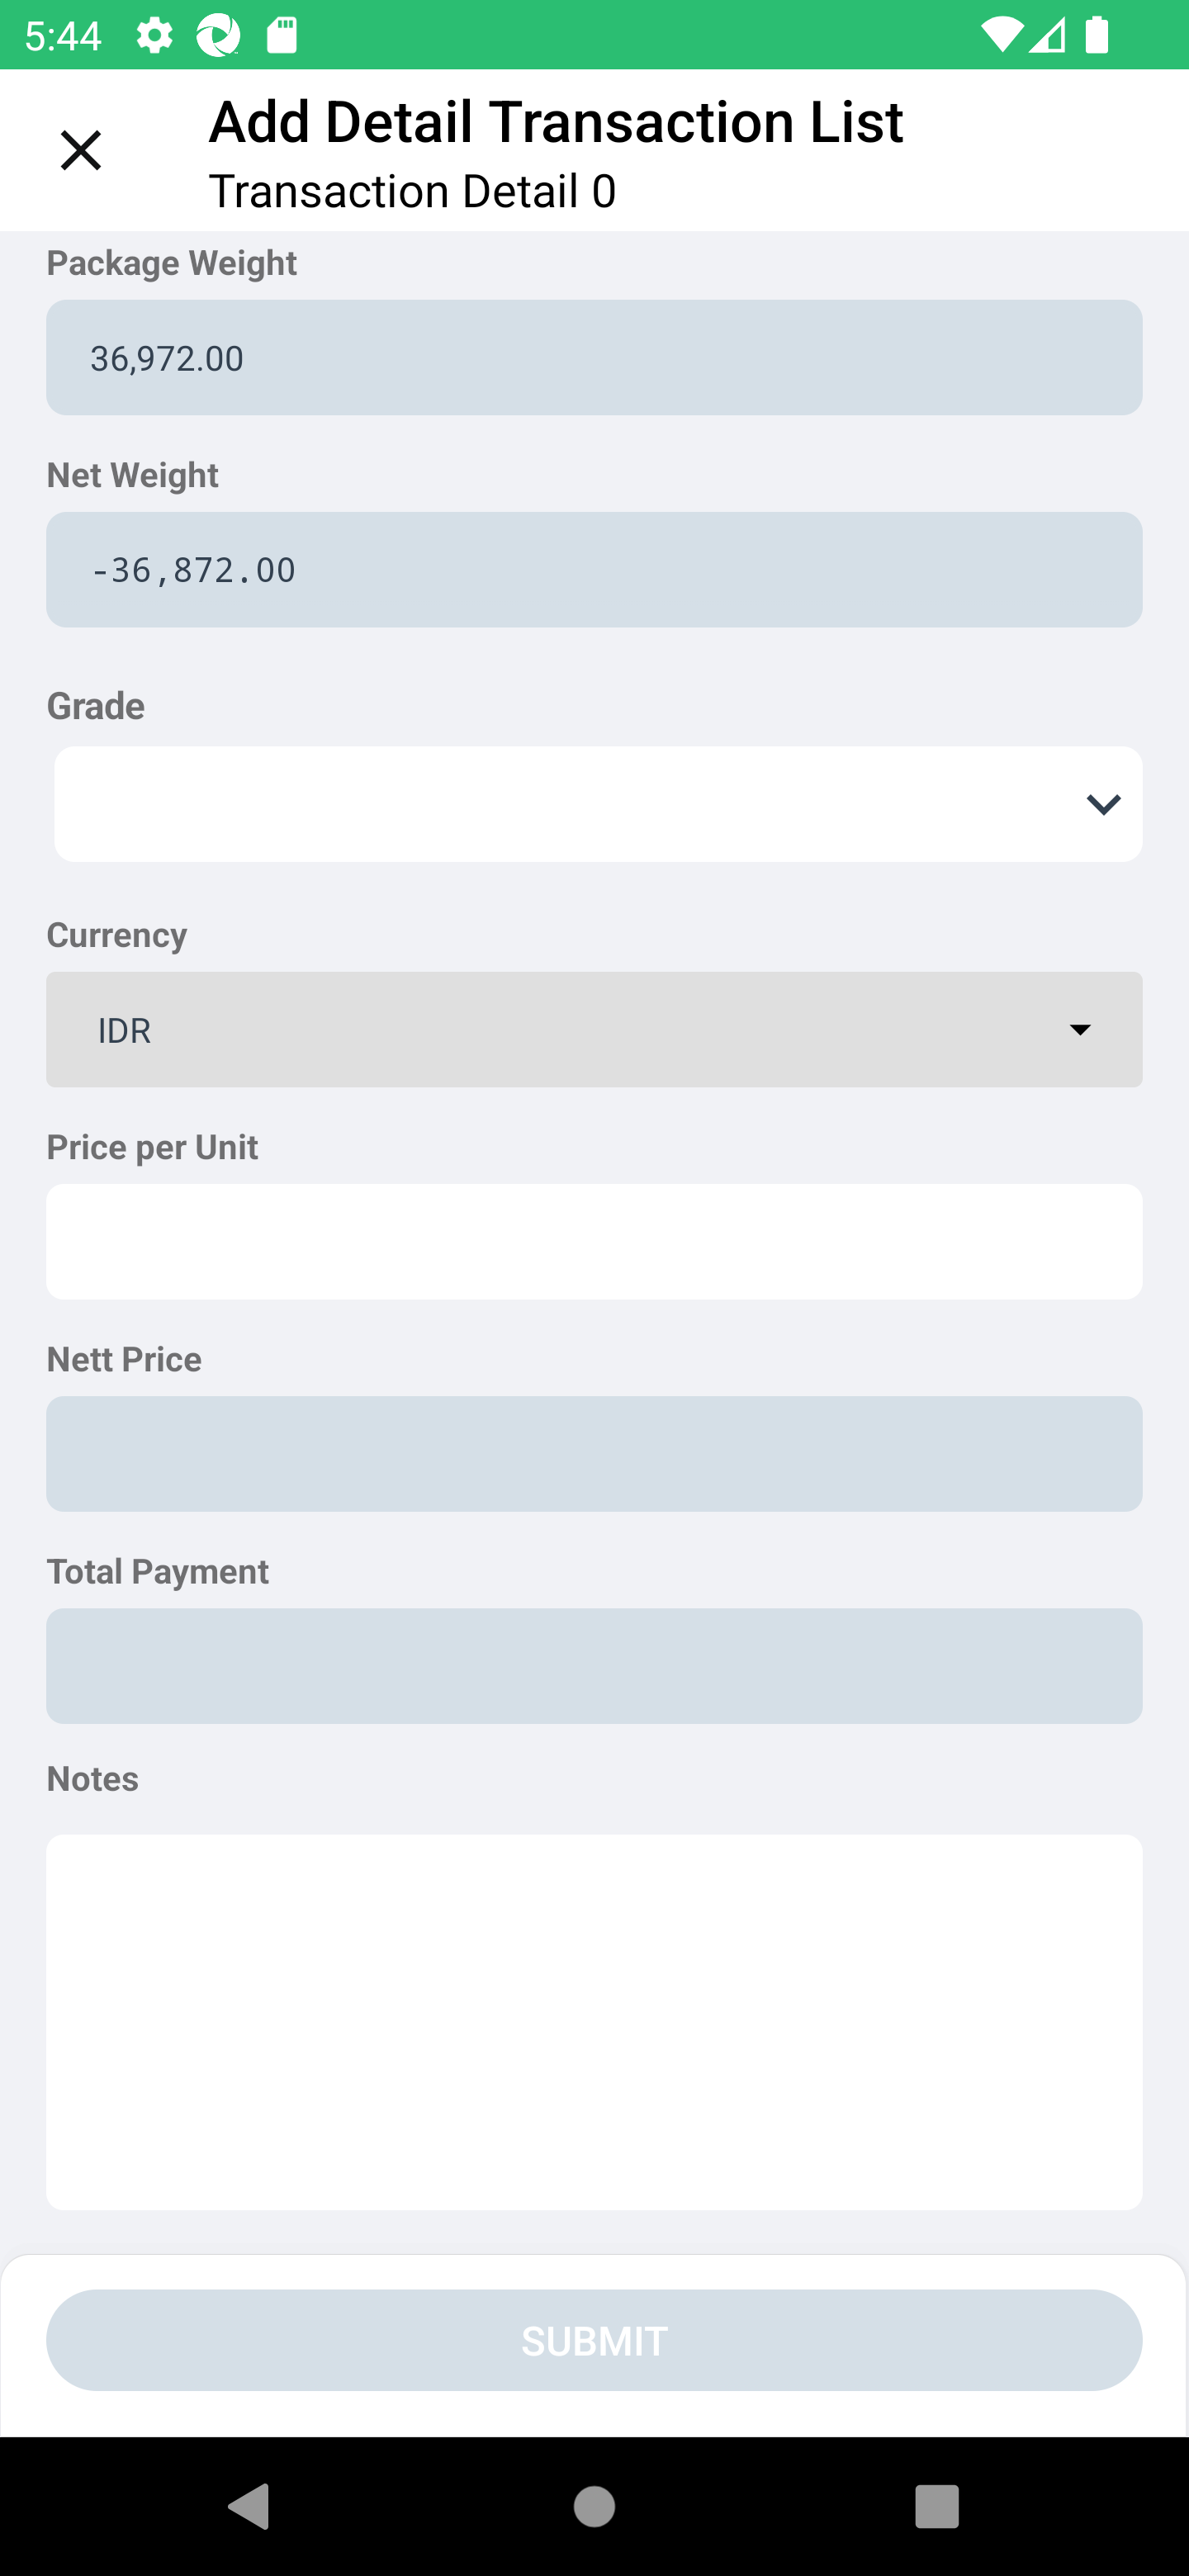 5:44
Add Detail Transaction List
Transaction Detail 0
Package Weight
36,972.00
Net Weight
-36,872.00
Grade
Currency
IDR
Price per Unit
Nett Price
Total Payment
Notes
SUBMIT